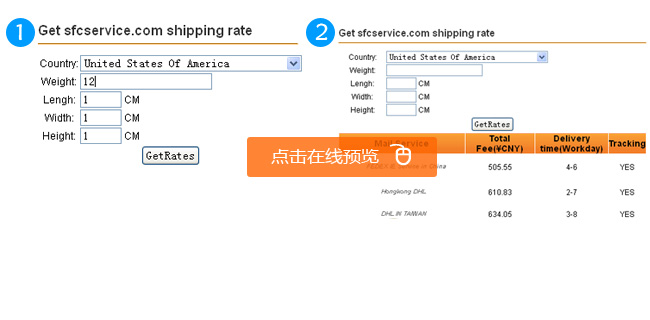 1
Get sfcservice.com shipping rate
Country: United States Of America
Weight: 12
Lengh: 1 CM
Width: 1 CM
Height: 1 CM
GetRates
2
Get sfcservice.com shipping rate
Country: United States Of America
Weight:
Lengh: CM
Width: CM
Height: CM
GetRates
点击在线预览
Total Fee(¥CNY)
Delivery time(Workday)
Tracking
in China 505.55 4-6 YES
Hongkong DHL 610.83 2-7 YES
DHL IN TAIWAN 634.05 3-8 YES